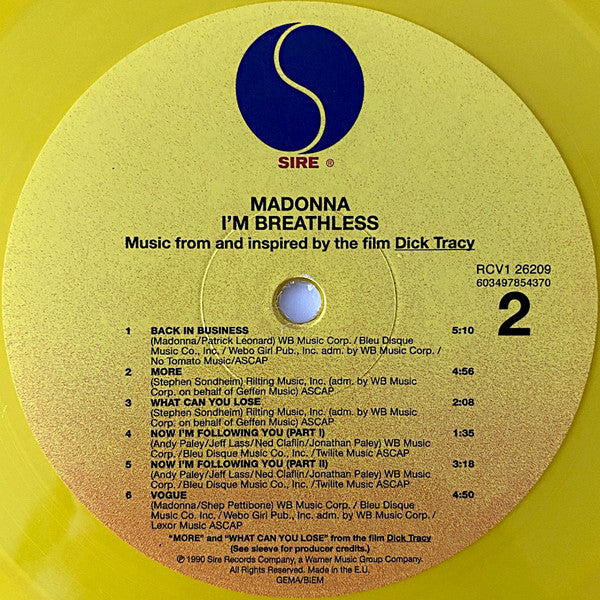 SIRE ®
MADONNA
I'M BREATHLESS
Music from and inspired by the film Dick Tracy
RCV1 26209
603497854370
2
1 BACK IN BUSINESS 5:10
(Madonna/Patrick Leonard) WB Music Corp. / Bleu Disque
Music Co., Inc. / Webo Girl Pub., Inc. adm. by WB Music Corp. /
No Tomato Music/ASCAP
2 MORE 4:56
(Stephen Sondheim) Rilting Music, Inc. (adm. by WB Music
Corp. on behalf of Geffen Music) ASCAP
3 WHAT CAN YOU LOSE 2:08
(Stephen Sondheim) Rilting Music, Inc. (adm. by WB Music
Corp. on behalf of Geffen Music) ASCAP
4 NOW I'M FOLLOWING YOU (PART I) 1:35
(Andy Paley/Jeff Lass/Ned Claflin/Jonathan Paley) WB Music
Corp. /Bleu Disque Music Co., Inc. /Twilite Music ASCAP
5 NOW I'M FOLLOWING YOU (PART II) 3:18
(Andy Paley/Jeff Lass/Ned Claflin/Jonathan Paley) WB Music
Corp. /Bleu Disque Music Co., Inc. /Twilite Music ASCAP
6 VOGUE 4:50
(Madonna/Shep Pettibone) WB Music Corp. / Bleu Disque
Music Co., Inc. /Webo Girl Pub., Inc. adm. by WB Music Corp. /
Lexor Music ASCAP
"MORE" and "WHAT CAN YOU LOSE" from the film Dick Tracy
(See sleeve for producer credits.)
℗ 1990 Sire Records Company, a Warner Music Group Company.
All Rights Reserved. Made in the E.U.
GEMA/BIEM